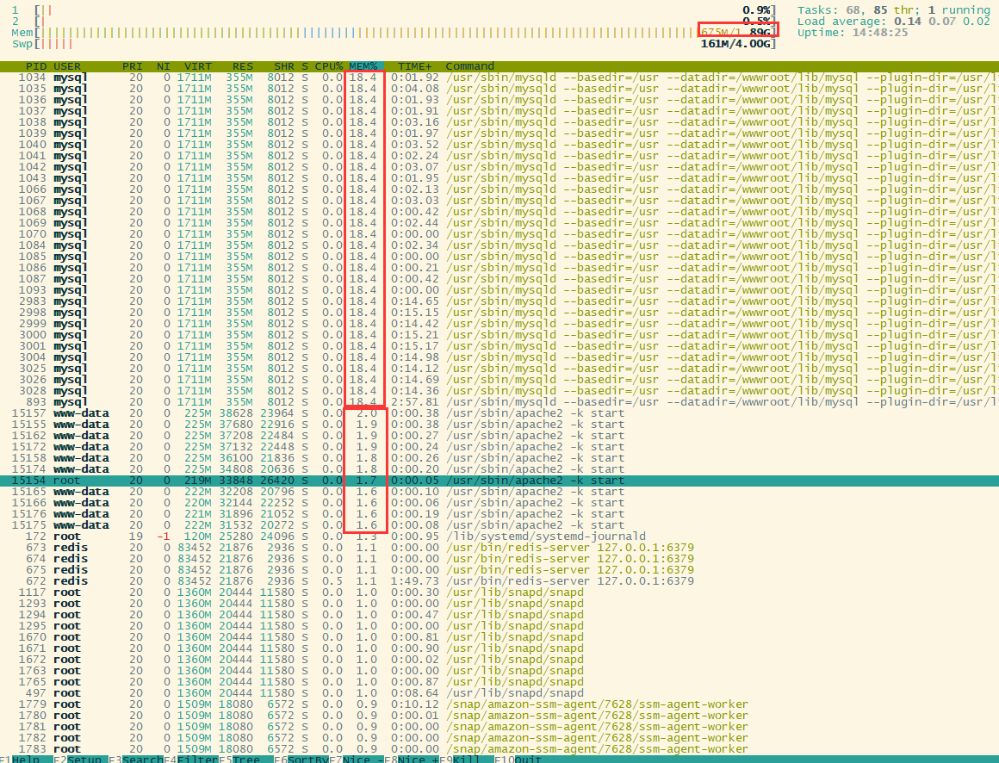 1 [|| 0.9%] Tasks: 68, 85 thr; 1 running
2 [| 0.5%] Load average: 0.14 0.07 0.02
Mem[ 675M/1.89G] Uptime: 14:48:25
Swp[||||| 161M/4.00G]
PID USER PRI NI VIRT RES SHR S CPU% MEM% TIME+ Command
1034 mysql 20 0 1711M 355M 8012 S 0.0 18.4 0:01.92 /usr/sbin/mysqld --basedir=/usr --datadir=/wwwroot/lib/mysql --plugin-dir=/usr/l
1035 mysql 20 0 1711M 355M 8012 S 0.0 18.4 0:04.08 /usr/sbin/mysqld --basedir=/usr --datadir=/wwwroot/lib/mysql --plugin-dir=/usr/l
1036 mysql 20 0 1711M 355M 8012 S 0.0 18.4 0:01.93 /usr/sbin/mysqld --basedir=/usr --datadir=/wwwroot/lib/mysql --plugin-dir=/usr/l
1037 mysql 20 0 1711M 355M 8012 S 0.0 18.4 0:01.91 /usr/sbin/mysqld --basedir=/usr --datadir=/wwwroot/lib/mysql --plugin-dir=/usr/l
1038 mysql 20 0 1711M 355M 8012 S 0.0 18.4 0:03.16 /usr/sbin/mysqld --basedir=/usr --datadir=/wwwroot/lib/mysql --plugin-dir=/usr/l
1039 mysql 20 0 1711M 355M 8012 S 0.0 18.4 0:01.97 /usr/sbin/mysqld --basedir=/usr --datadir=/wwwroot/lib/mysql --plugin-dir=/usr/l
1040 mysql 20 0 1711M 355M 8012 S 0.0 18.4 0:03.52 /usr/sbin/mysqld --basedir=/usr --datadir=/wwwroot/lib/mysql --plugin-dir=/usr/l
1041 mysql 20 0 1711M 355M 8012 S 0.0 18.4 0:02.24 /usr/sbin/mysqld --basedir=/usr --datadir=/wwwroot/lib/mysql --plugin-dir=/usr/l
1042 mysql 20 0 1711M 355M 8012 S 0.0 18.4 0:03.07 /usr/sbin/mysqld --basedir=/usr --datadir=/wwwroot/lib/mysql --plugin-dir=/usr/l
1043 mysql 20 0 1711M 355M 8012 S 0.0 18.4 0:01.95 /usr/sbin/mysqld --basedir=/usr --datadir=/wwwroot/lib/mysql --plugin-dir=/usr/l
1066 mysql 20 0 1711M 355M 8012 S 0.0 18.4 0:02.13 /usr/sbin/mysqld --basedir=/usr --datadir=/wwwroot/lib/mysql --plugin-dir=/usr/l
1067 mysql 20 0 1711M 355M 8012 S 0.0 18.4 0:03.03 /usr/sbin/mysqld --basedir=/usr --datadir=/wwwroot/lib/mysql --plugin-dir=/usr/l
1068 mysql 20 0 1711M 355M 8012 S 0.0 18.4 0:00.42 /usr/sbin/mysqld --basedir=/usr --datadir=/wwwroot/lib/mysql --plugin-dir=/usr/l
1069 mysql 20 0 1711M 355M 8012 S 0.0 18.4 0:02.44 /usr/sbin/mysqld --basedir=/usr --datadir=/wwwroot/lib/mysql --plugin-dir=/usr/l
1070 mysql 20 0 1711M 355M 8012 S 0.0 18.4 0:00.00 /usr/sbin/mysqld --basedir=/usr --datadir=/wwwroot/lib/mysql --plugin-dir=/usr/l
1084 mysql 20 0 1711M 355M 8012 S 0.0 18.4 0:02.34 /usr/sbin/mysqld --basedir=/usr --datadir=/wwwroot/lib/mysql --plugin-dir=/usr/l
1085 mysql 20 0 1711M 355M 8012 S 0.0 18.4 0:00.00 /usr/sbin/mysqld --basedir=/usr --datadir=/wwwroot/lib/mysql --plugin-dir=/usr/l
1086 mysql 20 0 1711M 355M 8012 S 0.0 18.4 0:00.21 /usr/sbin/mysqld --basedir=/usr --datadir=/wwwroot/lib/mysql --plugin-dir=/usr/l
1087 mysql 20 0 1711M 355M 8012 S 0.0 18.4 0:00.42 /usr/sbin/mysqld --basedir=/usr --datadir=/wwwroot/lib/mysql --plugin-dir=/usr/l
1093 mysql 20 0 1711M 355M 8012 S 0.0 18.4 0:00.00 /usr/sbin/mysqld --basedir=/usr --datadir=/wwwroot/lib/mysql --plugin-dir=/usr/l
2983 mysql 20 0 1711M 355M 8012 S 0.0 18.4 0:14.65 /usr/sbin/mysqld --basedir=/usr --datadir=/wwwroot/lib/mysql --plugin-dir=/usr/l
2998 mysql 20 0 1711M 355M 8012 S 0.0 18.4 0:15.15 /usr/sbin/mysqld --basedir=/usr --datadir=/wwwroot/lib/mysql --plugin-dir=/usr/l
2999 mysql 20 0 1711M 355M 8012 S 0.0 18.4 0:14.42 /usr/sbin/mysqld --basedir=/usr --datadir=/wwwroot/lib/mysql --plugin-dir=/usr/l
3000 mysql 20 0 1711M 355M 8012 S 0.0 18.4 0:15.21 /usr/sbin/mysqld --basedir=/usr --datadir=/wwwroot/lib/mysql --plugin-dir=/usr/l
3001 mysql 20 0 1711M 355M 8012 S 0.0 18.4 0:15.17 /usr/sbin/mysqld --basedir=/usr --datadir=/wwwroot/lib/mysql --plugin-dir=/usr/l
3004 mysql 20 0 1711M 355M 8012 S 0.0 18.4 0:14.98 /usr/sbin/mysqld --basedir=/usr --datadir=/wwwroot/lib/mysql --plugin-dir=/usr/l
3025 mysql 20 0 1711M 355M 8012 S 0.0 18.4 0:14.12 /usr/sbin/mysqld --basedir=/usr --datadir=/wwwroot/lib/mysql --plugin-dir=/usr/l
3026 mysql 20 0 1711M 355M 8012 S 0.0 18.4 0:14.69 /usr/sbin/mysqld --basedir=/usr --datadir=/wwwroot/lib/mysql --plugin-dir=/usr/l
3028 mysql 20 0 1711M 355M 8012 S 0.0 18.4 0:14.36 /usr/sbin/mysqld --basedir=/usr --datadir=/wwwroot/lib/mysql --plugin-dir=/usr/l
893 mysql 20 0 1711M 355M 8012 S 0.0 18.4 2:57.81 /usr/sbin/mysqld --basedir=/usr --datadir=/wwwroot/lib/mysql --plugin-dir=/usr/l
15157 www-data 20 0 225M 38628 23964 S 0.0 2.0 0:00.38 /usr/sbin/apache2 -k start
15155 www-data 20 0 225M 37680 22916 S 0.0 1.9 0:00.38 /usr/sbin/apache2 -k start
15162 www-data 20 0 225M 37208 22484 S 0.0 1.9 0:00.27 /usr/sbin/apache2 -k start
15172 www-data 20 0 225M 37132 22448 S 0.0 1.9 0:00.24 /usr/sbin/apache2 -k start
15158 www-data 20 0 225M 36100 21836 S 0.0 1.8 0:00.26 /usr/sbin/apache2 -k start
15174 www-data 20 0 225M 34808 20636 S 0.0 1.8 0:00.20 /usr/sbin/apache2 -k start
15154 root 20 0 219M 33848 26420 S 0.0 1.7 0:00.05 /usr/sbin/apache2 -k start
15165 www-data 20 0 222M 32208 20796 S 0.0 1.6 0:00.10 /usr/sbin/apache2 -k start
15166 www-data 20 0 220M 32144 22252 S 0.0 1.6 0:00.06 /usr/sbin/apache2 -k start
15176 www-data 20 0 221M 31896 21052 S 0.0 1.6 0:00.19 /usr/sbin/apache2 -k start
15175 www-data 20 0 222M 31532 20272 S 0.0 1.6 0:00.08 /usr/sbin/apache2 -k start
172 root 19 -1 120M 25280 24096 S 0.0 1.3 0:00.95 /lib/systemd/systemd-journald
673 redis 20 0 83452 21876 2936 S 0.0 1.1 0:00.00 /usr/bin/redis-server 127.0.0.1:6379
674 redis 20 0 83452 21876 2936 S 0.0 1.1 0:00.00 /usr/bin/redis-server 127.0.0.1:6379
675 redis 20 0 83452 21876 2936 S 0.0 1.1 0:00.00 /usr/bin/redis-server 127.0.0.1:6379
672 redis 20 0 83452 21876 2936 S 0.5 1.1 1:49.73 /usr/bin/redis-server 127.0.0.1:6379
1117 root 20 0 1360M 20444 11580 S 0.0 1.0 0:00.30 /usr/lib/snapd/snapd
1293 root 20 0 1360M 20444 11580 S 0.0 1.0 0:00.00 /usr/lib/snapd/snapd
1294 root 20 0 1360M 20444 11580 S 0.0 1.0 0:00.47 /usr/lib/snapd/snapd
1295 root 20 0 1360M 20444 11580 S 0.0 1.0 0:00.00 /usr/lib/snapd/snapd
1670 root 20 0 1360M 20444 11580 S 0.0 1.0 0:00.81 /usr/lib/snapd/snapd
1671 root 20 0 1360M 20444 11580 S 0.0 1.0 0:00.90 /usr/lib/snapd/snapd
1672 root 20 0 1360M 20444 11580 S 0.0 1.0 0:00.02 /usr/lib/snapd/snapd
1763 root 20 0 1360M 20444 11580 S 0.0 1.0 0:00.00 /usr/lib/snapd/snapd
1765 root 20 0 1360M 20444 11580 S 0.0 1.0 0:00.87 /usr/lib/snapd/snapd
497 root 20 0 1360M 20444 11580 S 0.0 1.0 0:08.64 /usr/lib/snapd/snapd
1779 root 20 0 1509M 18080 6572 S 0.0 0.9 0:10.12 /snap/amazon-ssm-agent/7628/ssm-agent-worker
1780 root 20 0 1509M 18080 6572 S 0.0 0.9 0:00.01 /snap/amazon-ssm-agent/7628/ssm-agent-worker
1781 root 20 0 1509M 18080 6572 S 0.0 0.9 0:00.00 /snap/amazon-ssm-agent/7628/ssm-agent-worker
1782 root 20 0 1509M 18080 6572 S 0.0 0.9 0:00.00 /snap/amazon-ssm-agent/7628/ssm-agent-worker
1783 root 20 0 1509M 18080 6572 S 0.0 0.9 0:00.00 /snap/amazon-ssm-agent/7628/ssm-agent-worker
F1Help F2Setup F3SearchF4FilterF5Tree F6SortByF7Nice -F8Nice +F9Kill F10Quit